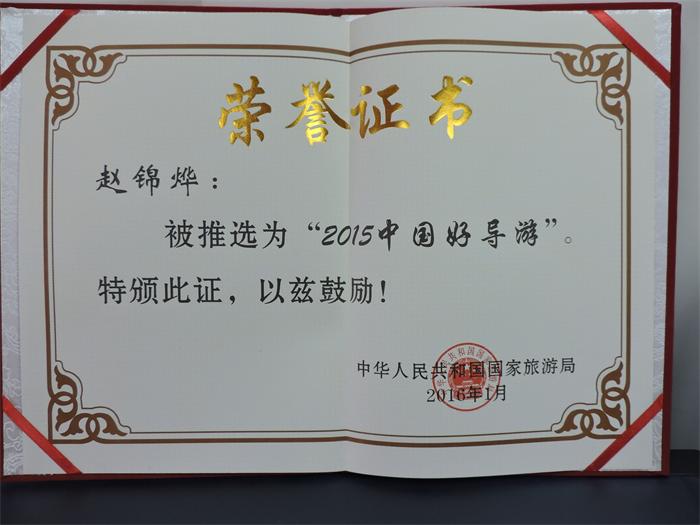 荣誉证书
赵锦烨：
被推选为“2015中国好导游”。
特颁此证，以兹鼓励！
中华人民共和国国家旅游局
2016年1月